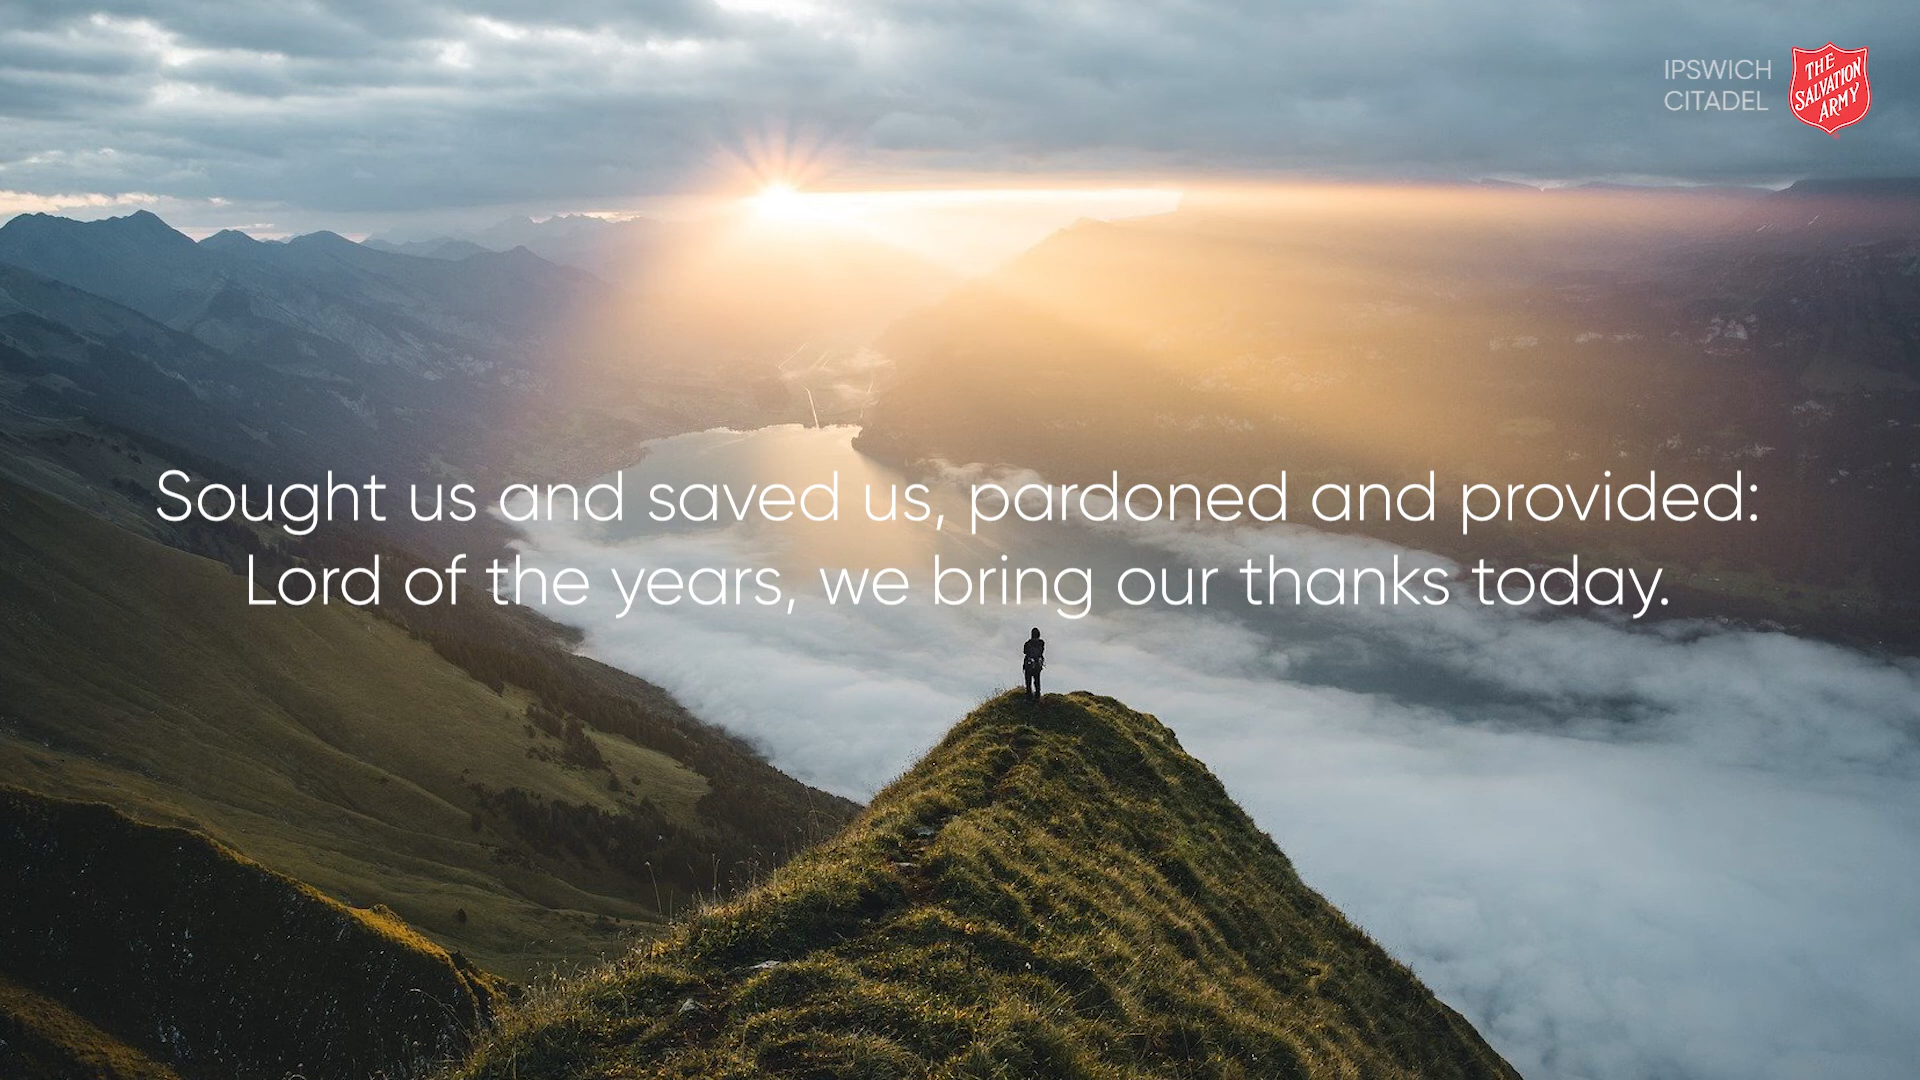 IPSWICH
CITADEL
THE
SALVATION
ARMY
Sought us and saved us, pardoned and provided:
Lord of the years, we bring our thanks today.